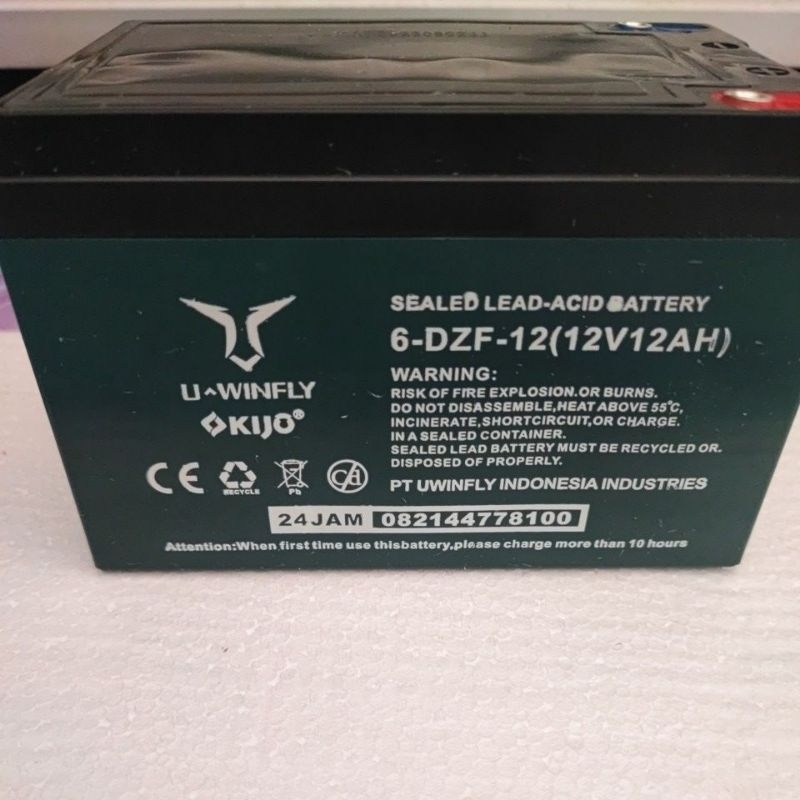 SEALED LEAD-ACID BATTERY
6-DZF-12(12V12AH)
WARNING:
RISK OF FIRE EXPLOSION.OR BURNS.
DO NOT DISASSEMBLE,HEAT ABOVE 55℃,
INCINERATE,SHORTCIRCUIT,OR CHARGE.
IN A SEALED CONTAINER.
SEALED LEAD BATTERY MUST BE RECYCLED OR.
DISPOSED OF PROPERLY.
PT UWINFLY INDONESIA INDUSTRIES
U^WINFLY
KIJO®
CE
RECYCLE
Pb
cd
24JAM 082144778100
Attention:When first time use thisbattery,please charge more than 10 hours